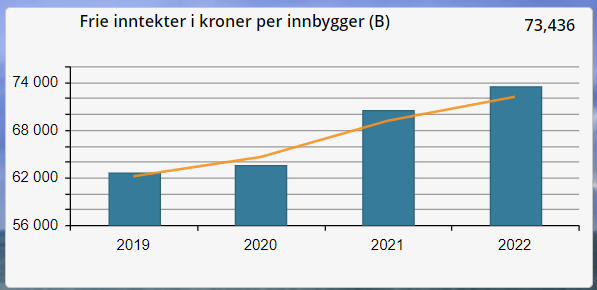 Frie inntekter i kroner per innbygger (B)
73,436
74 000
68 000
62 000
56 000
2019 2020 2021 2022